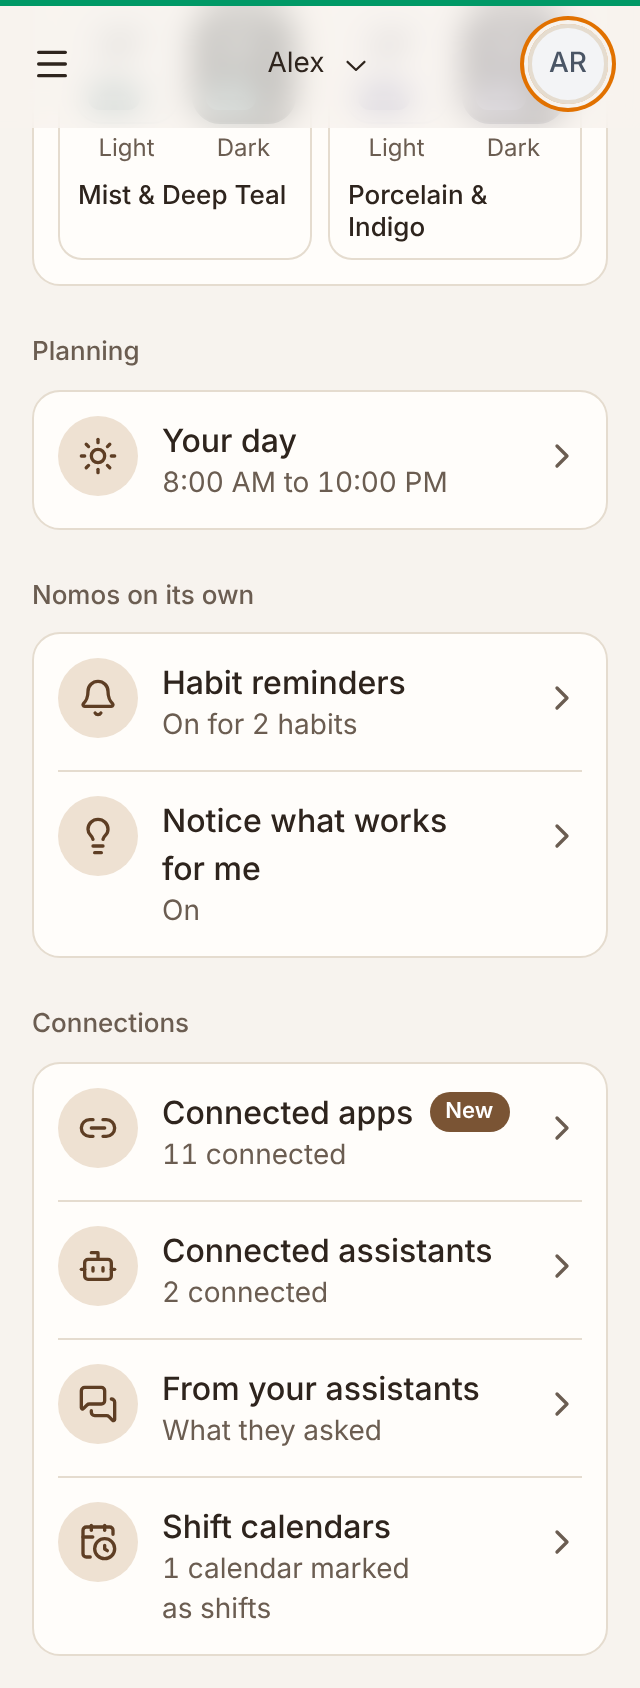 Alex
AR
Light
Dark
Light
Dark
Mist & Deep Teal
Porcelain &
Indigo
Planning
Your day
8:00 AM to 10:00 PM
Nomos on its own
Habit reminders
On for 2 habits
Notice what works
for me
On
Connections
Connected apps
New
11 connected
Connected assistants
2 connected
From your assistants
What they asked
Shift calendars
1 calendar marked
as shifts